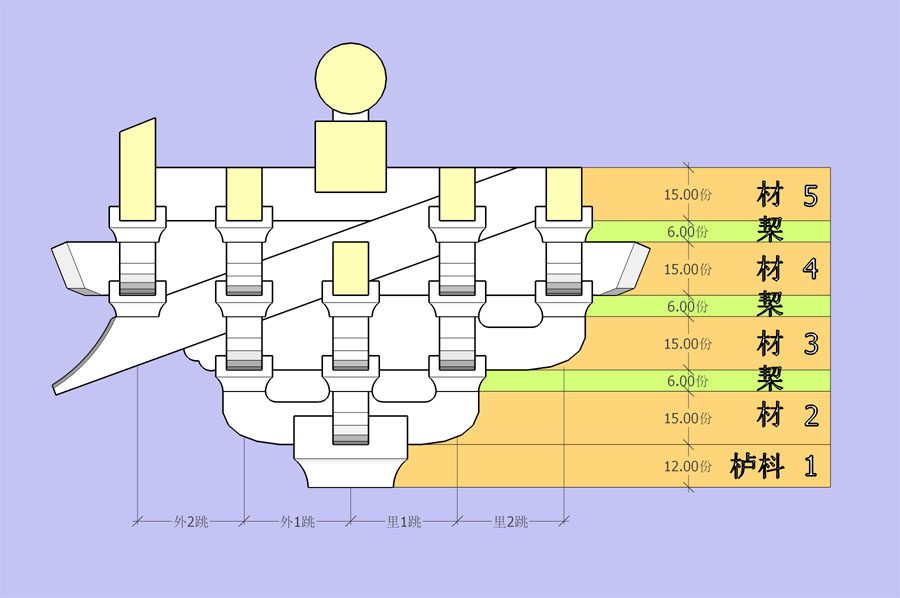 15.00份 材 5
6.00份 栔
15.00份 材 4
6.00份 栔
15.00份 材 3
6.00份 栔
15.00份 材 2
12.00份 栌枓 1
外2跳 外1跳 里1跳 里2跳